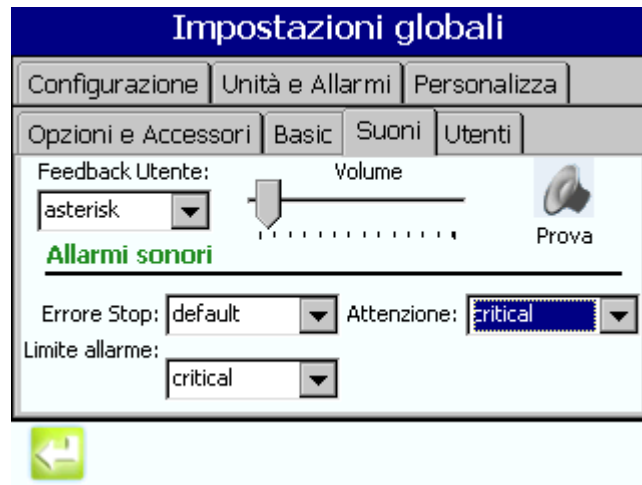 Impostazioni globali
Configurazione Unità e Allarmi Personalizza
Opzioni e Accessori Basic Suoni Utenti
Feedback Utente: Volume
asterisk
Prova
Allarmi sonori
Errore Stop: default Attenzione: critical
Limite allarme:
critical